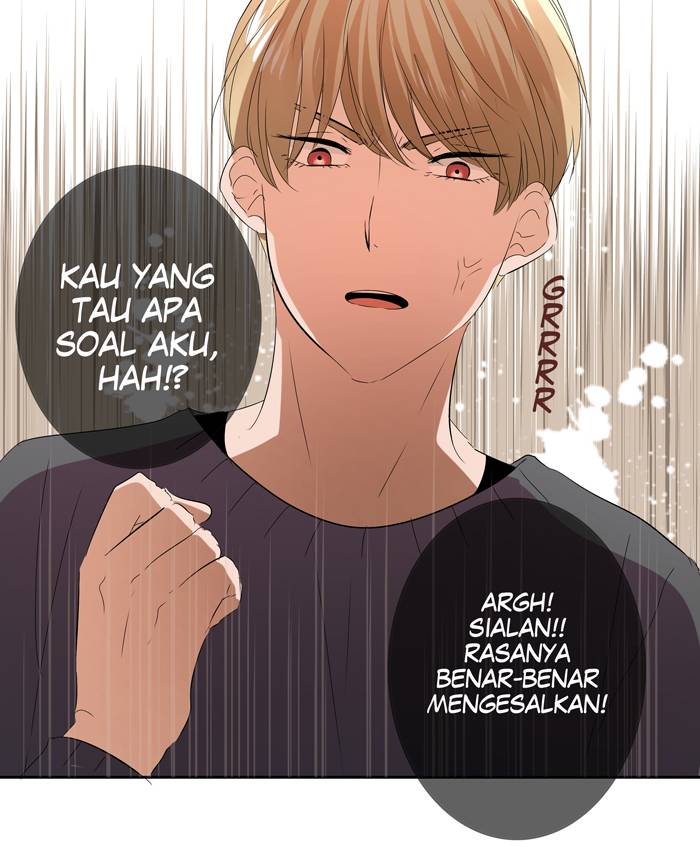 KAU YANG
TAU APA
SOAL AKU,
HAH!?
GRRRR
ARGH!
SIALAN!!
RASANYA
BENAR-BENAR
MENGESALKAN!